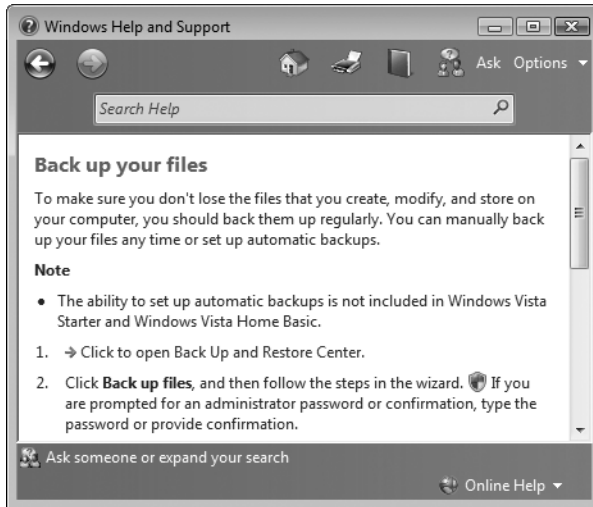 Windows Help and Support
Ask Options
Search Help
Back up your files
To make sure you don't lose the files that you create, modify, and store on
your computer, you should back them up regularly. You can manually back
up your files any time or set up automatic backups.
Note
• The ability to set up automatic backups is not included in Windows Vista
Starter and Windows Vista Home Basic.
1. → Click to open Back Up and Restore Center.
2. Click Back up files, and then follow the steps in the wizard. If you
are prompted for an administrator password or confirmation, type the
password or provide confirmation.
Ask someone or expand your search
Online Help